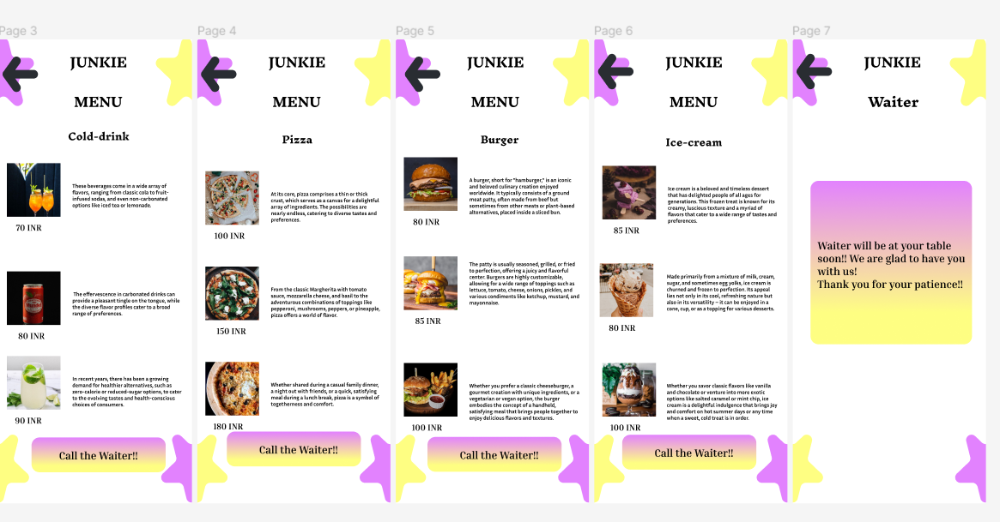 Page 3
JUNKIE
MENU
Cold-drink
These beverages come in a wide array of
flavors, ranging from classic cola to fruit-
infused sodas, and even non-carbonated
options like iced tea or lemonade.
70 INR
The effervescence in carbonated drinks can
provide a pleasant tingle on the tongue, while
the diverse flavor profiles cater to a broad
range of preferences.
80 INR
In recent years, there has been a growing
demand for healthier alternatives, such as
zero-calorie or reduced-sugar options, to cater
to the evolving tastes and health-conscious
choices of consumers.
90 INR
Call the Waiter!!
Page 4
JUNKIE
MENU
Pizza
At its core, pizza comprises a thin or thick
crust, which serves as a canvas for a delightful
array of ingredients. The possibilities are
nearly endless, catering to diverse tastes and
preferences.
100 INR
From the classic Margherita with tomato
sauce, mozzarella cheese, and basil to the
adventurous combinations of toppings like
pepperoni, mushrooms, peppers, or pineapple,
pizza offers a world of flavor.
150 INR
Whether shared during a casual family dinner,
a night out with friends, or a quick, satisfying
meal during a lunch break, pizza is a symbol of
togetherness and comfort.
180 INR
Call the Waiter!!
Page 5
JUNKIE
MENU
Burger
A burger, short for "hamburger," is an iconic
and beloved culinary creation enjoyed
worldwide. It typically consists of a ground
meat patty, often made from beef but
sometimes from other meats or plant-based
alternatives, placed inside a sliced bun.
80 INR
The patty is usually seasoned, grilled, or fried
to perfection, offering a juicy and flavorful
center. Burgers are highly customizable,
allowing for a wide range of toppings such as
lettuce, tomato, cheese, onions, pickles, and
various condiments like ketchup, mustard, and
mayonnaise.
85 INR
Whether you prefer a classic cheeseburger, a
gourmet creation with unique ingredients, or a
vegetarian or vegan option, the burger
embodies the concept of a handheld,
satisfying meal that brings people together to
enjoy delicious flavors and textures.
100 INR
Call the Waiter!!
Page 6
JUNKIE
MENU
Ice-cream
Ice cream is a beloved and timeless dessert
that has delighted people of all ages for
generations. This frozen treat is known for its
creamy, luscious texture and a myriad of
flavors that cater to a wide range of tastes and
preferences.
85 INR
Made primarily from a mixture of milk, cream,
sugar, and sometimes egg yolks, ice cream is
churned and frozen to perfection. Its appeal
lies not only in its cool, refreshing nature but
also in its versatility – it can be enjoyed in a
cone, cup, or as a topping for various desserts.
80 INR
Whether you savor classic flavors like vanilla
and chocolate or venture into more exotic
options like salted caramel or mint chip, ice
cream is a delightful indulgence that brings joy
and comfort on hot summer days or any time
when a sweet, cold treat is in order.
100 INR
Call the Waiter!!
Page 7
JUNKIE
Waiter
Waiter will be at your table
soon!! We are glad to have you
with us!
Thank you for your patience!!